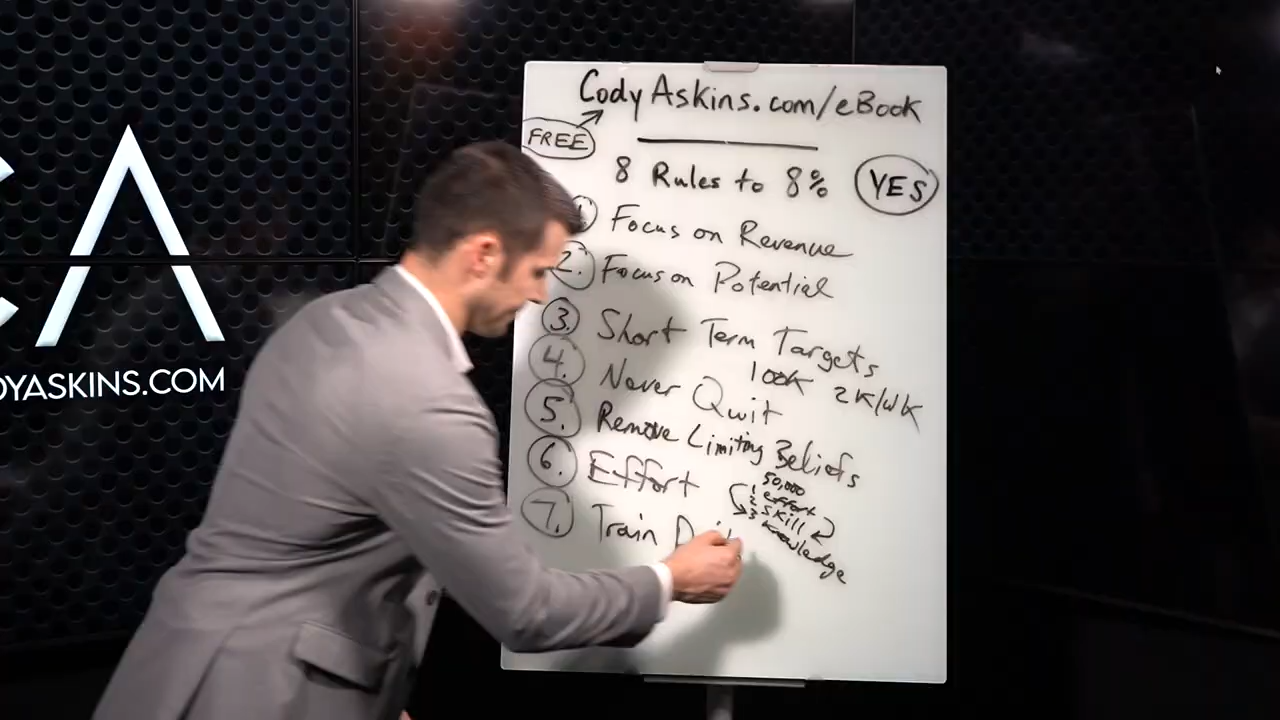 CodyAskins.com/eBook
FREE
8 Rules to 8%
YES
1. Focus on Revenue
2. Focus on Potential
3. Short Term Targets
100K 2K/WK
4. Never Quit
5. Remove Limiting Beliefs
6. Effort
50,000
1 effort
2 skill
3 knowledge
7. Train
CA
DYASKINS.COM